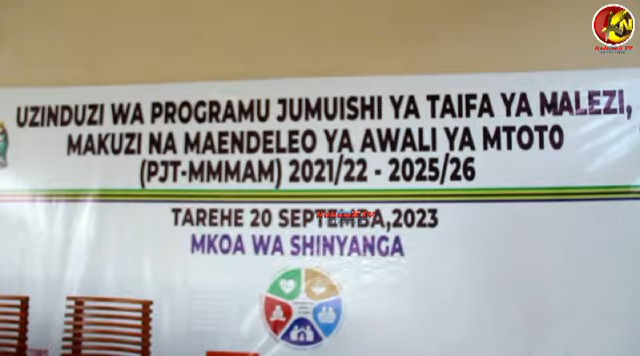 UZINDUZI WA PROGRAMU JUMUISHI YA TAIFA YA MALEZI,
MAKUZI NA MAENDELEO YA AWALI YA MTOTO
(PJT-MMMAM) 2021/22 - 2025/26
TAREHE 20 SEPTEMBA,2023
MKOA WA SHINYANGA